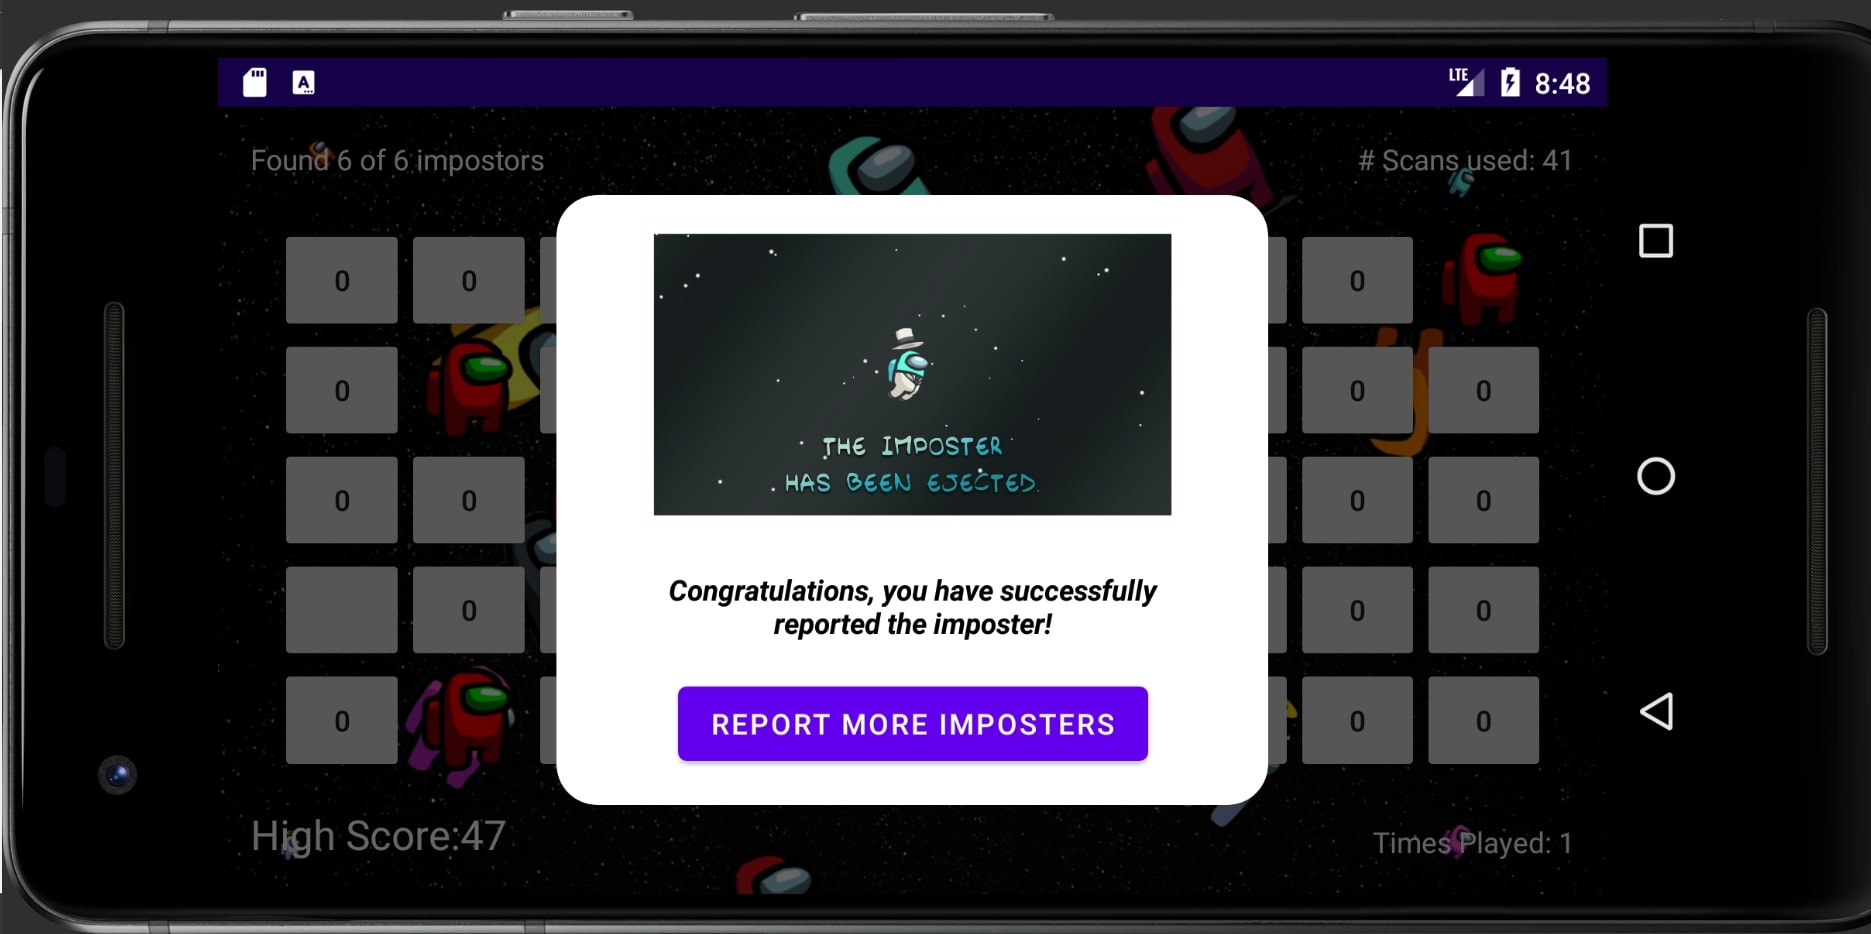 LTE 8:48
Found 6 of 6 impostors # Scans used: 41
0 0 0
0 0 0
THE IMPOSTER
HAS BEEN EJECTED.
0 0 0 0
Congratulations, you have successfully
reported the imposter!
0 0 0
REPORT MORE IMPOSTERS
0 0 0
High Score:47
Times Played: 1